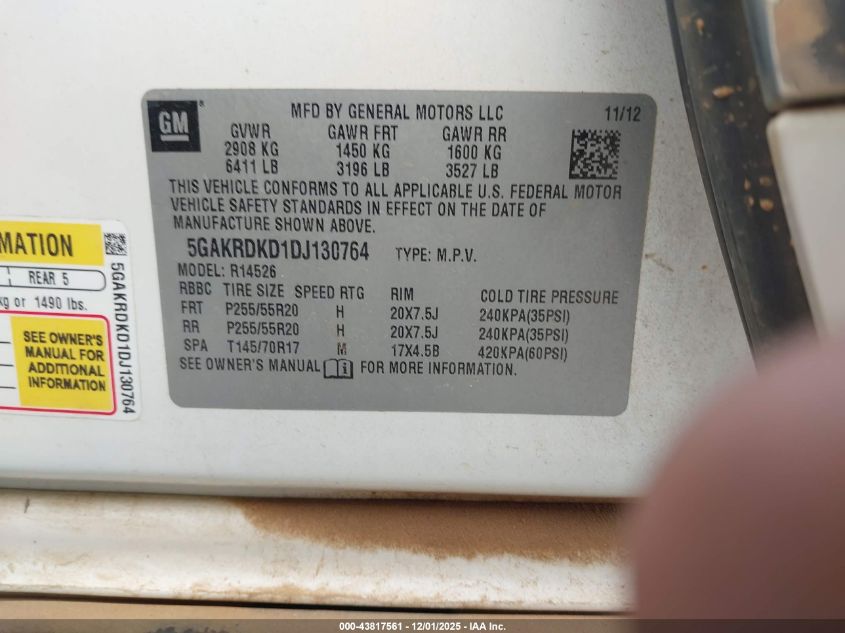 GM
®
MFD BY GENERAL MOTORS LLC
11/12
GVWR GAWR FRT GAWR RR
2908 KG 1450 KG 1600 KG
6411 LB 3196 LB 3527 LB
THIS VEHICLE CONFORMS TO ALL APPLICABLE U.S. FEDERAL MOTOR
VEHICLE SAFETY STANDARDS IN EFFECT ON THE DATE OF
MANUFACTURE SHOWN ABOVE.
5GAKRDKD1DJ130764 TYPE: M.P.V.
MODEL: R14526
RBBC TIRE SIZE SPEED RTG RIM COLD TIRE PRESSURE
FRT P255/55R20 H 20X7.5J 240KPA(35PSI)
RR P255/55R20 H 20X7.5J 240KPA(35PSI)
SPA T145/70R17 M 17X4.5B 420KPA(60PSI)
SEE OWNER'S MANUAL FOR MORE INFORMATION.
MATION
REAR 5
kg or 1490 lbs.
SEE OWNER'S
MANUAL FOR
ADDITIONAL
INFORMATION
5GAKRDKD1DJ130764
000-43817561 - 12/01/2025 - IAA Inc.